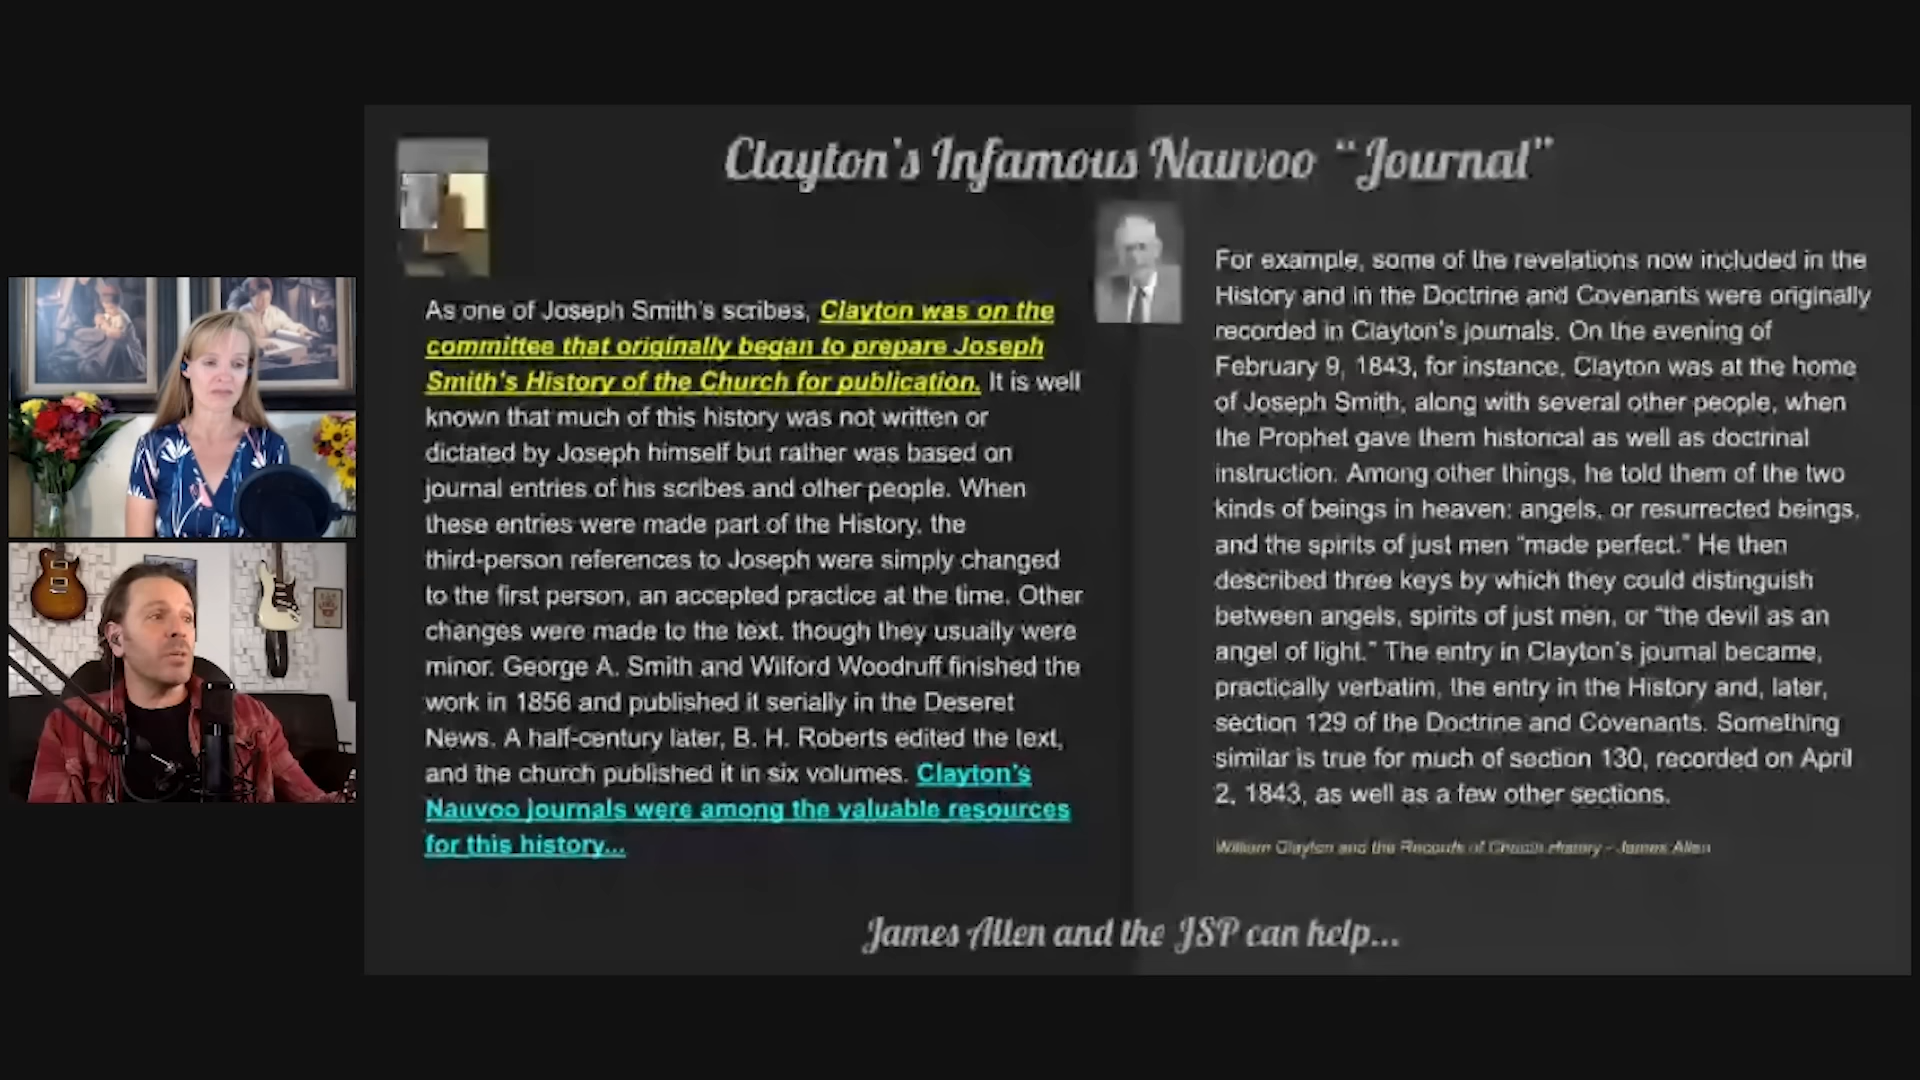 Clayton's Infamous Nauvoo “Journal”
As one of Joseph Smith's scribes, Clayton was on the
committee that originally began to prepare Joseph
Smith's History of the Church for publication. It is well
known that much of this history was not written or
dictated by Joseph himself but rather was based on
journal entries of his scribes and other people. When
these entries were made part of the History, the
third-person references to Joseph were simply changed
to the first person, an accepted practice at the time. Other
changes were made to the text, though they usually were
minor. George A. Smith and Wilford Woodruff finished the
work in 1856 and published it serially in the Deseret
News. A half-century later, B. H. Roberts edited the text,
and the church published it in six volumes. Clayton's
Nauvoo journals were among the valuable resources
for this history...
For example, some of the revelations now included in the
History and in the Doctrine and Covenants were originally
recorded in Clayton's journals. On the evening of
February 9, 1843, for instance, Clayton was at the home
of Joseph Smith, along with several other people, when
the Prophet gave them historical as well as doctrinal
instruction. Among other things, he told them of the two
kinds of beings in heaven: angels, or resurrected beings,
and the spirits of just men “made perfect.” He then
described three keys by which they could distinguish
between angels, spirits of just men, or “the devil as an
angel of light.” The entry in Clayton's journal became,
practically verbatim, the entry in the History and, later,
section 129 of the Doctrine and Covenants. Something
similar is true for much of section 130, recorded on April
2, 1843, as well as a few other sections.
William Clayton and the Records of Church History – James Allen
James Allen and the JSP can help...